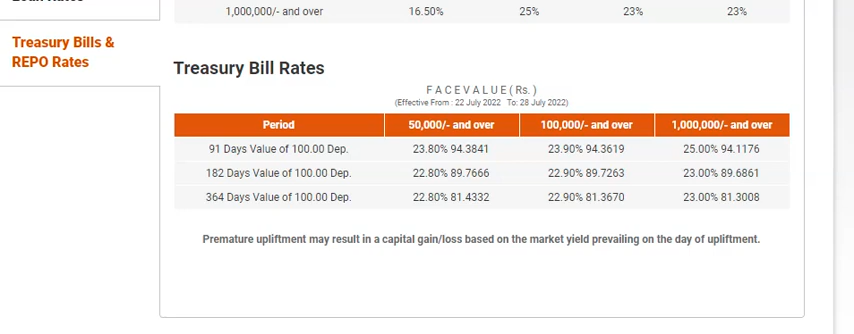 1,000,000/- and over 16.50% 25% 23% 23%
Treasury Bills &
REPO Rates
Treasury Bill Rates
F A C E V A L U E ( Rs. )
(Effective From : 22 July 2022 To: 28 July 2022)
Period 50,000/- and over 100,000/- and over 1,000,000/- and over
91 Days Value of 100.00 Dep. 23.80% 94.3841 23.90% 94.3619 25.00% 94.1176
182 Days Value of 100.00 Dep. 22.80% 89.7666 22.90% 89.7263 23.00% 89.6861
364 Days Value of 100.00 Dep. 22.80% 81.4332 22.90% 81.3670 23.00% 81.3008
Premature upliftment may result in a capital gain/loss based on the market yield prevailing on the day of upliftment.